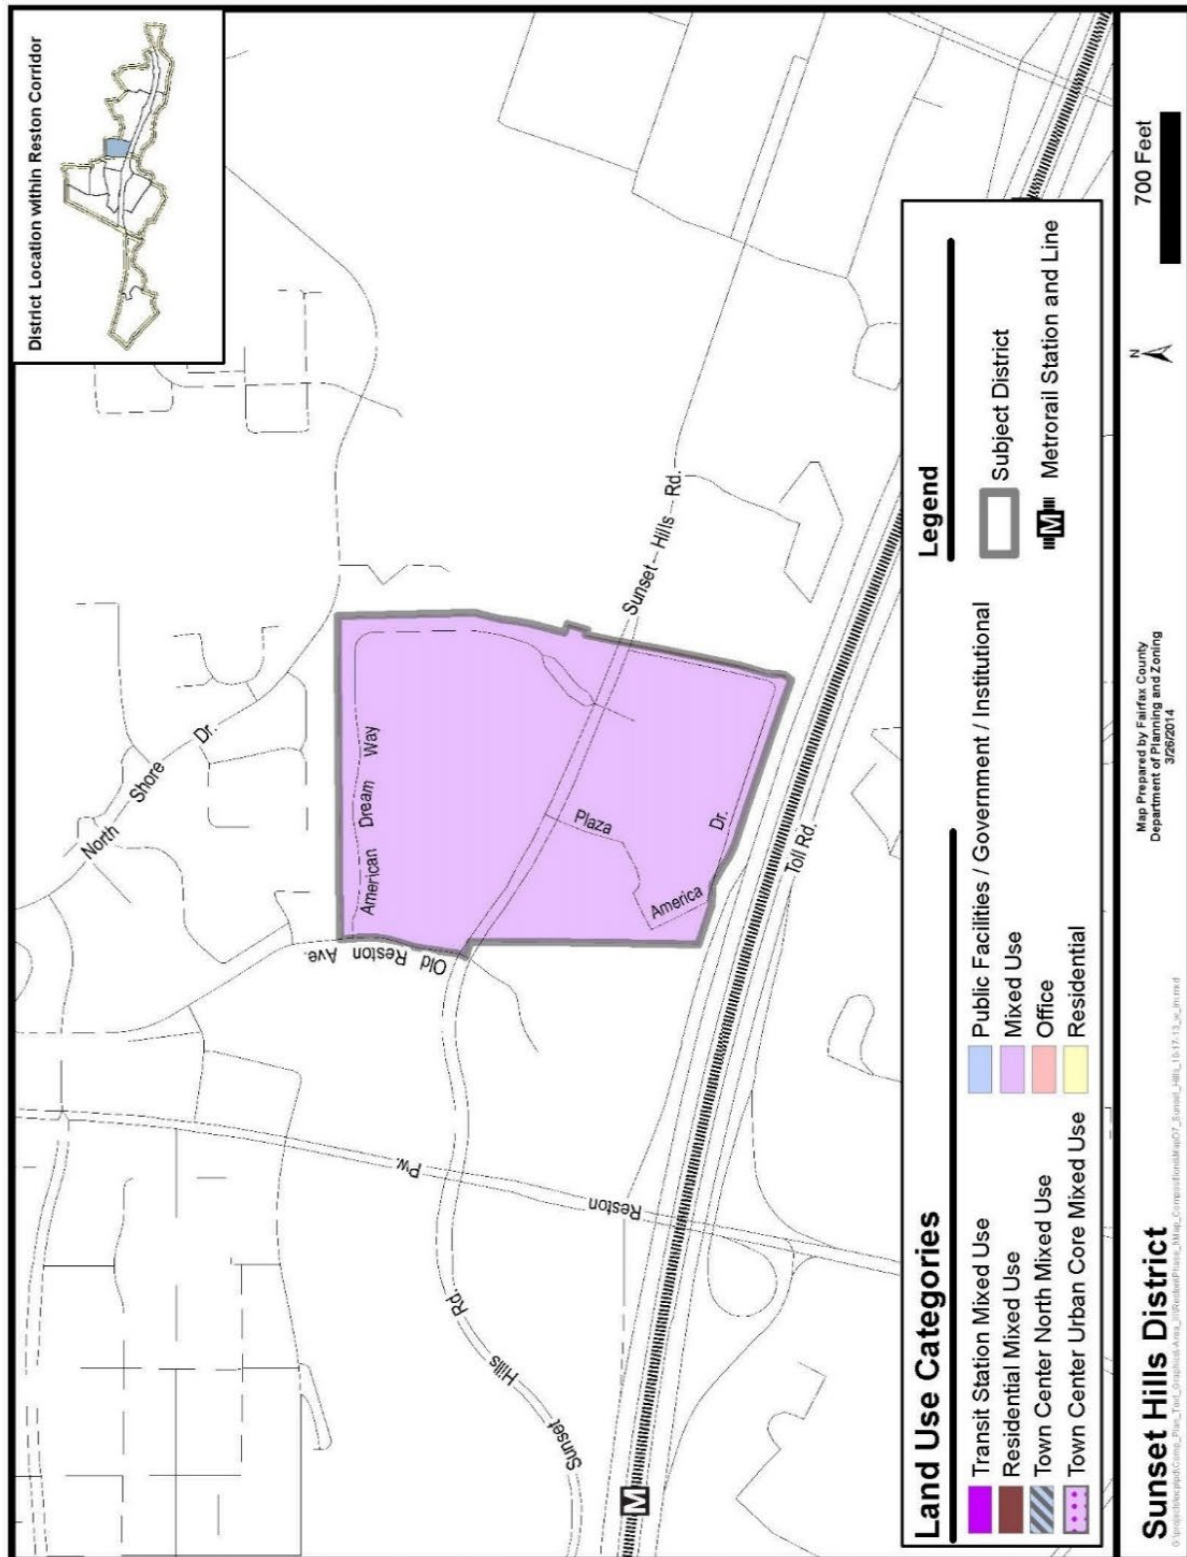 District Location within Reston Corridor
North Shore Dr.
American Dream Way
Old Reston Ave.
Sunset Hills Rd.
Plaza
America Dr.
Toll Rd.
Reston Pw.
Sunset Hills Rd.
M
Land Use Categories
Transit Station Mixed Use
Residential Mixed Use
Town Center North Mixed Use
Town Center Urban Core Mixed Use
Public Facilities / Government / Institutional
Mixed Use
Office
Residential
Legend
Subject District
M Metrorail Station and Line
Sunset Hills District
Map Prepared by Fairfax County
Department of Planning and Zoning
3/26/2014
N
700 Feet